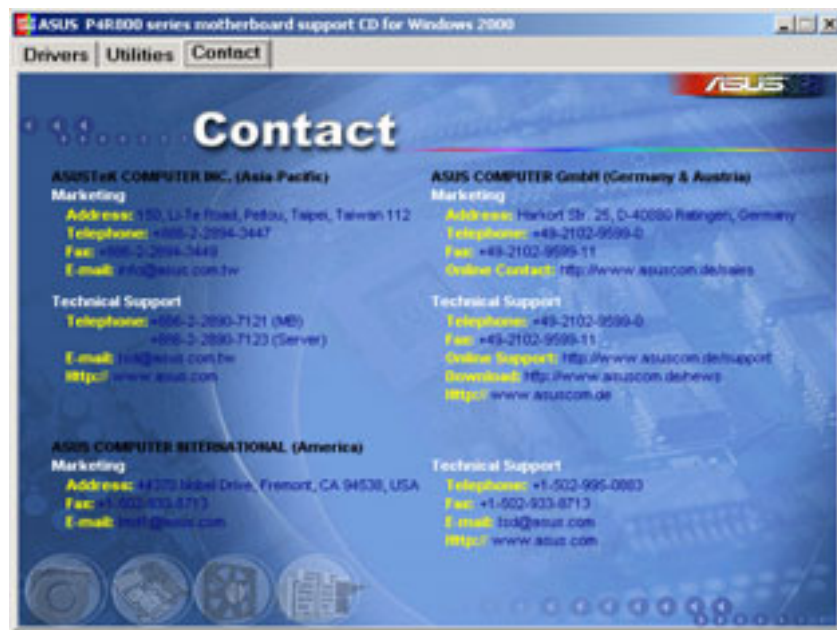 ASUS P4R800 series motherboard support CD for Windows 2000
Drivers Utilities Contact
ASUS
Contact
ASUSTeK COMPUTER INC. (Asia-Pacific)
Marketing
Address: 150, Li-Te Road, Peitou, Taipei, Taiwan 112
Telephone: +886-2-2894-3447
Fax: +886-2-2894-3449
E-mail: info@asus.com.tw
Technical Support
Telephone: +886-2-2890-7121 (MB)
+886-2-2890-7123 (Server)
E-mail: tsd@asus.com.tw
Http:// www.asus.com
ASUS COMPUTER GmbH (Germany & Austria)
Marketing
Address: Harkort Str. 25, D-40880 Ratingen, Germany
Telephone: +49-2102-9599-0
Fax: +49-2102-9599-11
Online Contact: http://www.asuscom.de/sales
Technical Support
Telephone: +49-2102-9599-0
Fax: +49-2102-9599-11
Online Support: http://www.asuscom.de/support
Download: http://www.asuscom.de/news
Http:// www.asuscom.de
ASUS COMPUTER INTERNATIONAL (America)
Marketing
Address: 44370 Nobel Drive, Fremont, CA 94538, USA
Fax: +1-502-933-8713
E-mail:
Technical Support
Telephone: +1-502-995-0883
Fax: +1-502-933-8713
E-mail: tsd@asus.com
Http:// www.asus.com